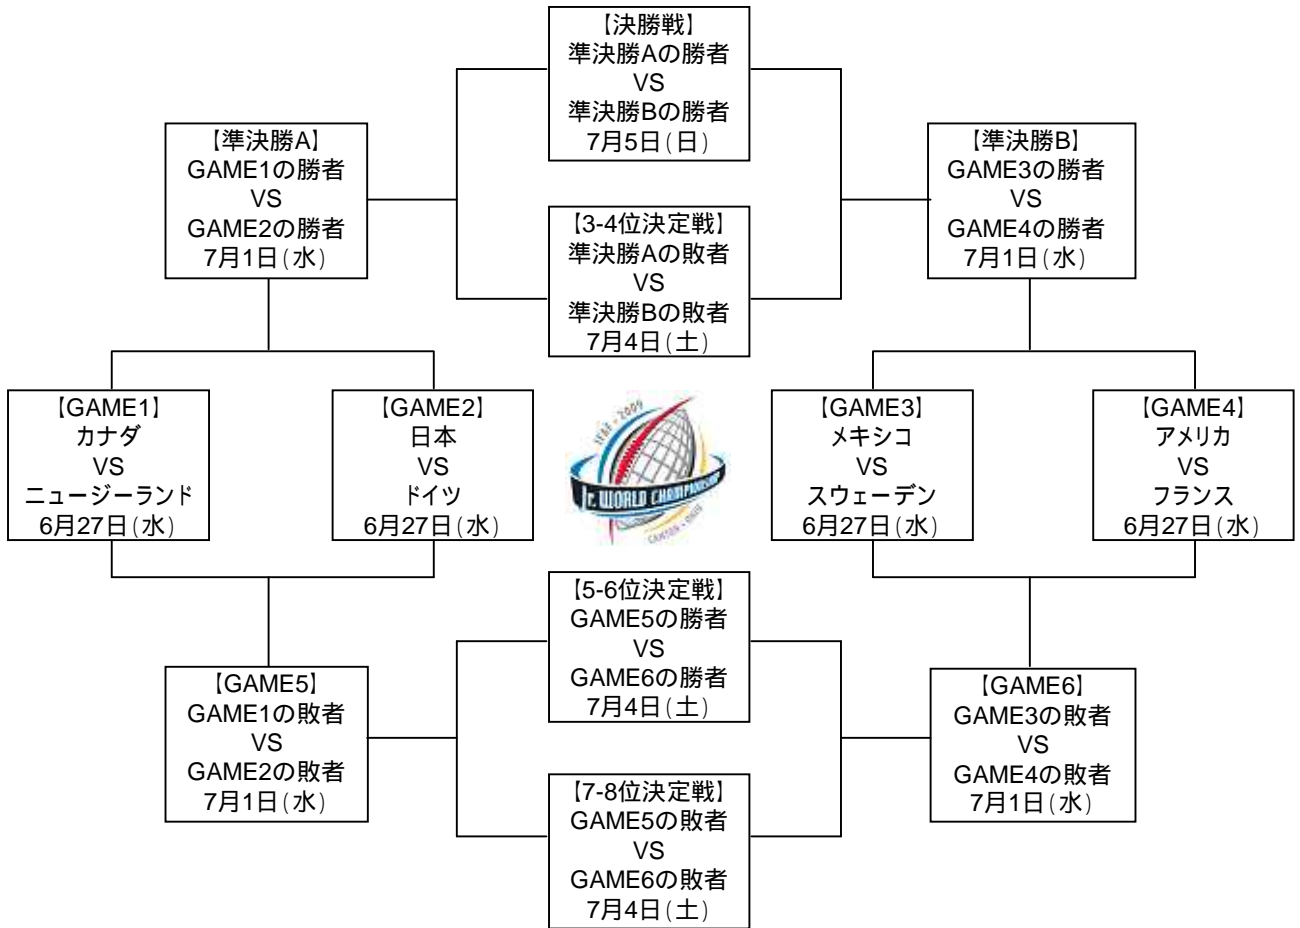 【決勝戦】
準決勝Aの勝者
VS
準決勝Bの勝者
7月5日(日)
【準決勝A】
GAME1の勝者
VS
GAME2の勝者
7月1日(水)
【準決勝B】
GAME3の勝者
VS
GAME4の勝者
7月1日(水)
【3-4位決定戦】
準決勝Aの敗者
VS
準決勝Bの敗者
7月4日(土)
【GAME1】
カナダ
VS
ニュージーランド
6月27日(水)
【GAME2】
日本
VS
ドイツ
6月27日(水)
IFAF • 2009
Jr. WORLD CHAMPIONSHIP
CANTON • OHIO
【GAME3】
メキシコ
VS
スウェーデン
6月27日(水)
【GAME4】
アメリカ
VS
フランス
6月27日(水)
【5-6位決定戦】
GAME5の勝者
VS
GAME6の勝者
7月4日(土)
【GAME5】
GAME1の敗者
VS
GAME2の敗者
7月1日(水)
【GAME6】
GAME3の敗者
VS
GAME4の敗者
7月1日(水)
【7-8位決定戦】
GAME5の敗者
VS
GAME6の敗者
7月4日(土)